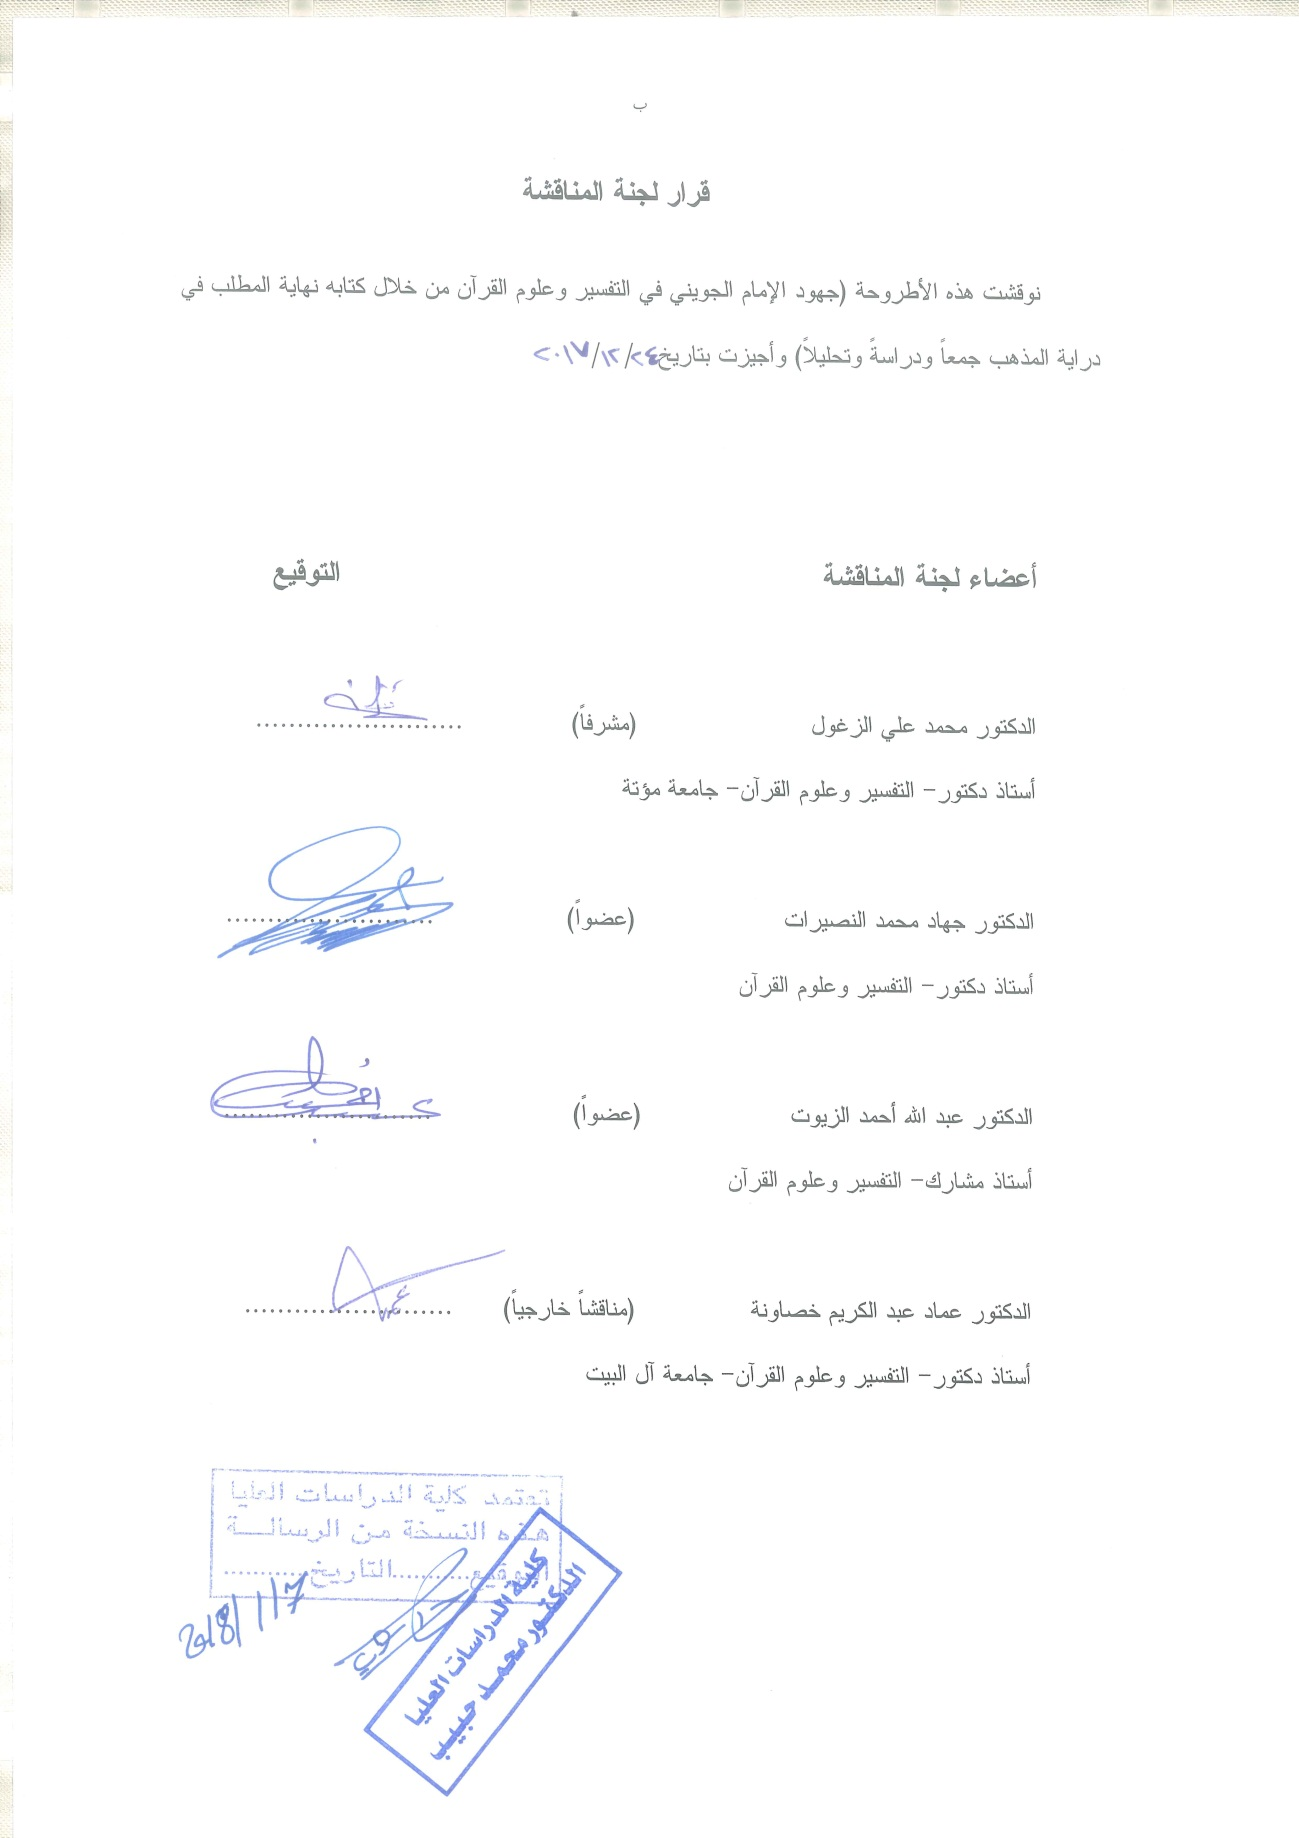 ب
قرار لجنة المناقشة
نوقشت هذه الأطروحة (جهود الإمام الجويني في التفسير وعلوم القرآن من خلال كتابه نهاية المطلب في
دراية المذهب جمعاً ودراسةً وتحليلاً) وأجيزت بتاريخ ٢٤/١٢/٢٠١٧
أعضاء لجنة المناقشة التوقيع
الدكتور محمد علي الزغول (مشرفاً) .........................
أستاذ دكتور- التفسير وعلوم القرآن- جامعة مؤتة
الدكتور جهاد محمد النصيرات (عضواً) .........................
أستاذ دكتور- التفسير وعلوم القرآن
الدكتور عبد الله أحمد الزيوت (عضواً) .........................
أستاذ مشارك- التفسير وعلوم القرآن
الدكتور عماد عبد الكريم خصاونة (مناقشاً خارجياً) .........................
أستاذ دكتور- التفسير وعلوم القرآن- جامعة آل البيت
تعتمد كلية الدراسات العليا
هذه النسخة من الرسالــة
التوقيع..........التاريخ..........
2018/1/7
كلية الدراسات العليا
الدكتور محمد حبيب